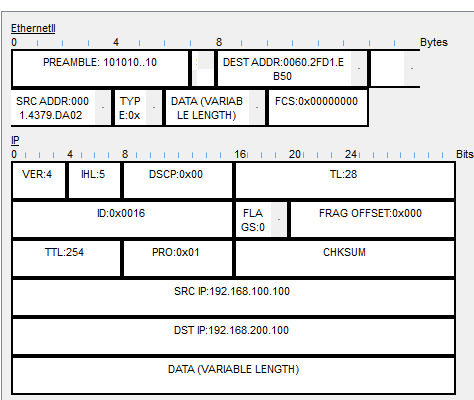 EthernetII
0 4 8 Bytes
PREAMBLE: 101010..10
DEST ADDR:0060.2FD1.E
B50
SRC ADDR:000
1.4379.DA02
TYP
E:0x
DATA (VARIAB
LE LENGTH)
FCS:0x00000000
IP
0 4 8 16 20 24 Bits
VER:4 IHL:5 DSCP:0x00 TL:28
ID:0x0016
FLA
GS:0
FRAG OFFSET:0x000
TTL:254 PRO:0x01 CHKSUM
SRC IP:192.168.100.100
DST IP:192.168.200.100
DATA (VARIABLE LENGTH)